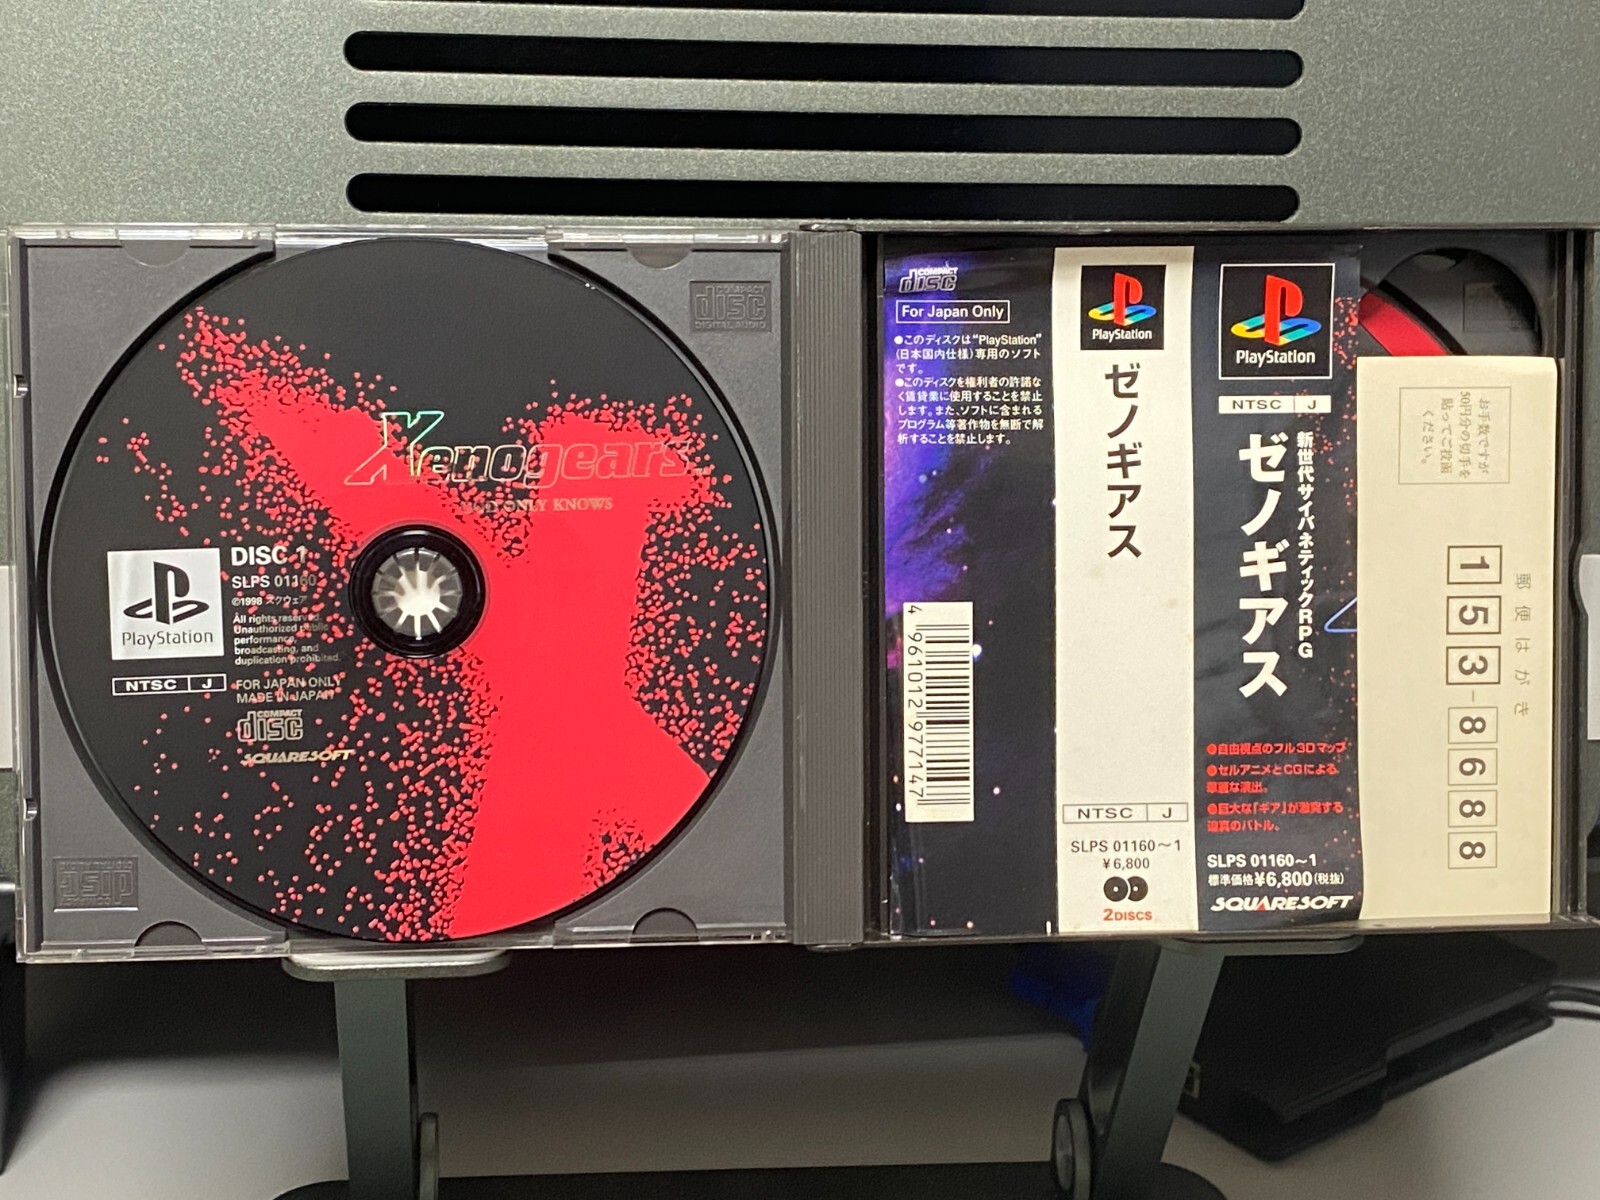 COMPACT
disc
DIGITAL AUDIO
Xenogears
GOD ONLY KNOWS
DISC 1
SLPS 01160
©1998 スクウェア
All rights reserved.
Unauthorized public
performance,
broadcasting, and
duplication prohibited.
PlayStation
NTSC J
FOR JAPAN ONLY
MADE IN JAPAN
COMPACT
disc
SQUARESOFT
COMPACT
disc
DIGITAL AUDIO
COMPACT
disc
For Japan Only
●このディスクは"PlayStation"
(日本国内仕様)専用のソフト
です。
●このディスクを権利者の許諾な
く賃貸業に使用することを禁止
します。また、ソフトに含まれる
プログラム等著作物を無断で解
析することを禁止します。
4 961012 977147
PlayStation
ゼノギアス
NTSC J
SLPS 01160〜1
¥6,800
2DISCS
PlayStation
NTSC J
新世代サイバネティックRPG
ゼノギアス
●自由視点のフル3Dマップ
●セルアニメとCGによる
華麗な演出。
●巨大な「ギア」が激突する
迫真のバトル。
SLPS 01160〜1
標準価格¥6,800(税抜)
SQUARESOFT
お手数ですが
50円分の切手を
貼ってご投函
ください。
郵便はがき
153-8688